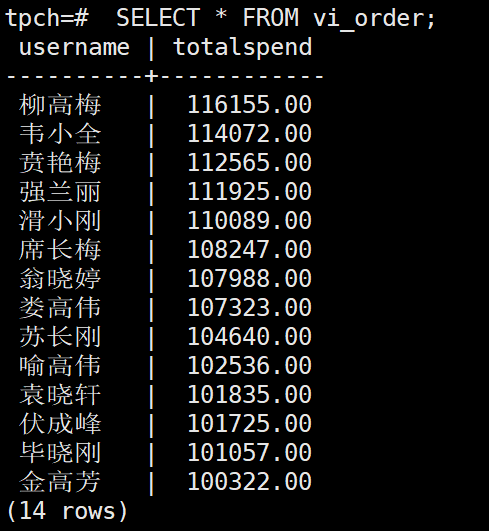 tpch=#  SELECT * FROM vi_order;
 username | totalspend
----------+------------
 柳高梅   |  116155.00
 韦小全   |  114072.00
 贲艳梅   |  112565.00
 强兰丽   |  111925.00
 滑小刚   |  110089.00
 席长梅   |  108247.00
 翁晓婷   |  107988.00
 娄高伟   |  107323.00
 苏长刚   |  104640.00
 喻高伟   |  102536.00
 袁晓轩   |  101835.00
 伏成峰   |  101725.00
 毕晓刚   |  101057.00
 金高芳   |  100322.00
(14 rows)